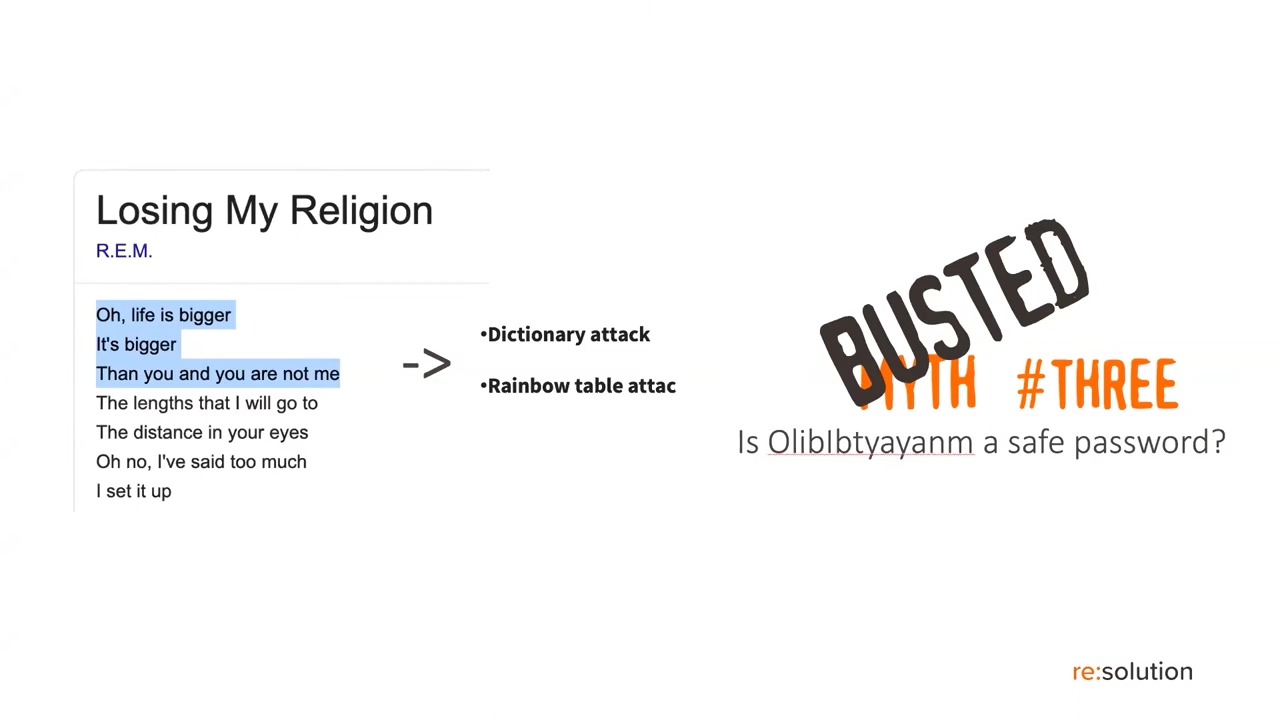 Losing My Religion
R.E.M.
Oh, life is bigger
It's bigger
Than you and you are not me
The lengths that I will go to
The distance in your eyes
Oh no, I've said too much
I set it up
->
•Dictionary attack
•Rainbow table attac
BUSTED
MYTH #THREE
Is OlibIbtyayanm a safe password?
re:solution